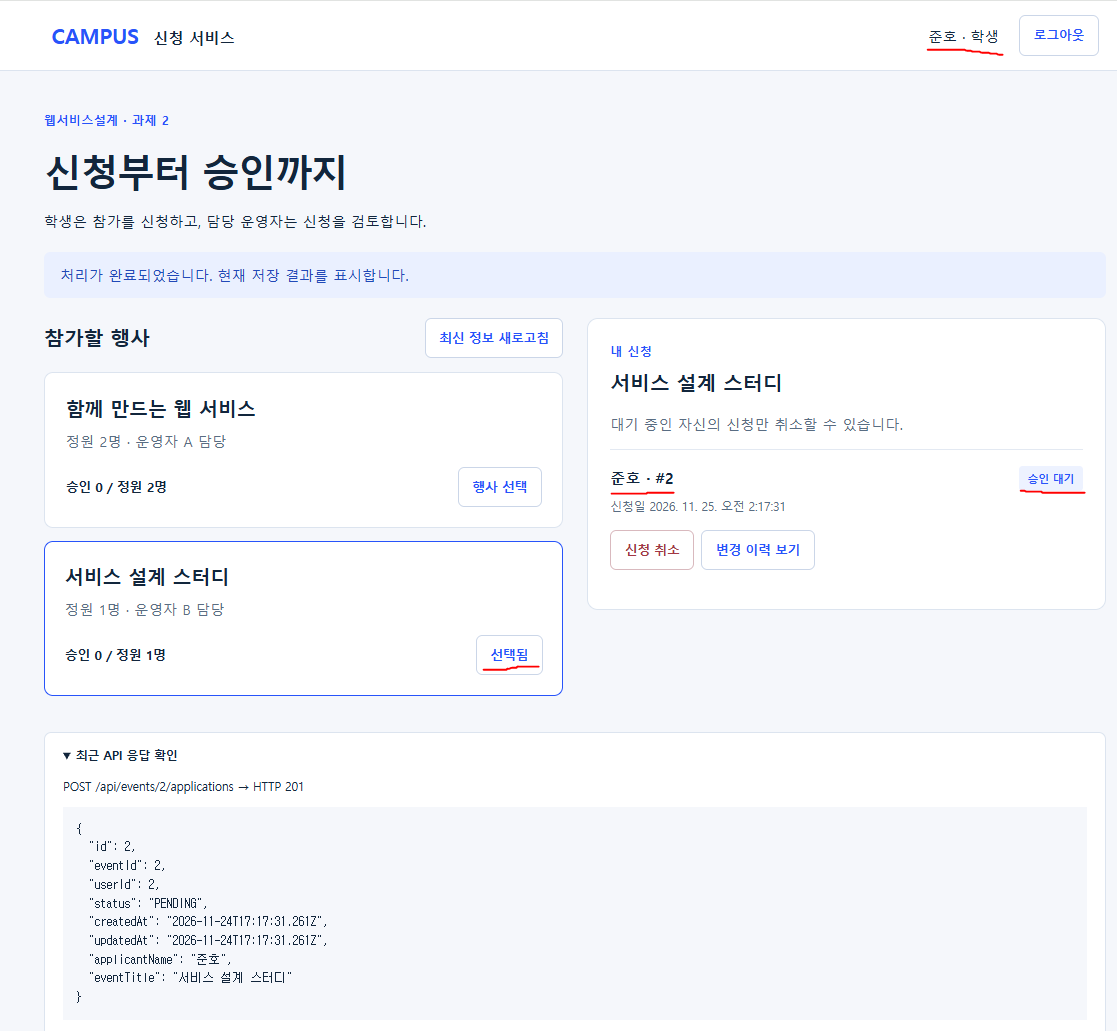 CAMPUS 신청 서비스
준호 · 학생
로그아웃
웹서비스설계 · 과제 2
신청부터 승인까지
학생은 참가를 신청하고, 담당 운영자는 신청을 검토합니다.
처리가 완료되었습니다. 현재 저장 결과를 표시합니다.
참가할 행사
최신 정보 새로고침
함께 만드는 웹 서비스
정원 2명 · 운영자 A 담당
승인 0 / 정원 2명
행사 선택
서비스 설계 스터디
정원 1명 · 운영자 B 담당
승인 0 / 정원 1명
선택됨
내 신청
서비스 설계 스터디
대기 중인 자신의 신청만 취소할 수 있습니다.
준호 · #2
승인 대기
신청일 2026. 11. 25. 오전 2:17:31
신청 취소
변경 이력 보기
▼ 최근 API 응답 확인
POST /api/events/2/applications → HTTP 201
{
"id": 2,
"eventId": 2,
"userId": 2,
"status": "PENDING",
"createdAt": "2026-11-24T17:17:31.261Z",
"updatedAt": "2026-11-24T17:17:31.261Z",
"applicantName": "준호",
"eventTitle": "서비스 설계 스터디"
}